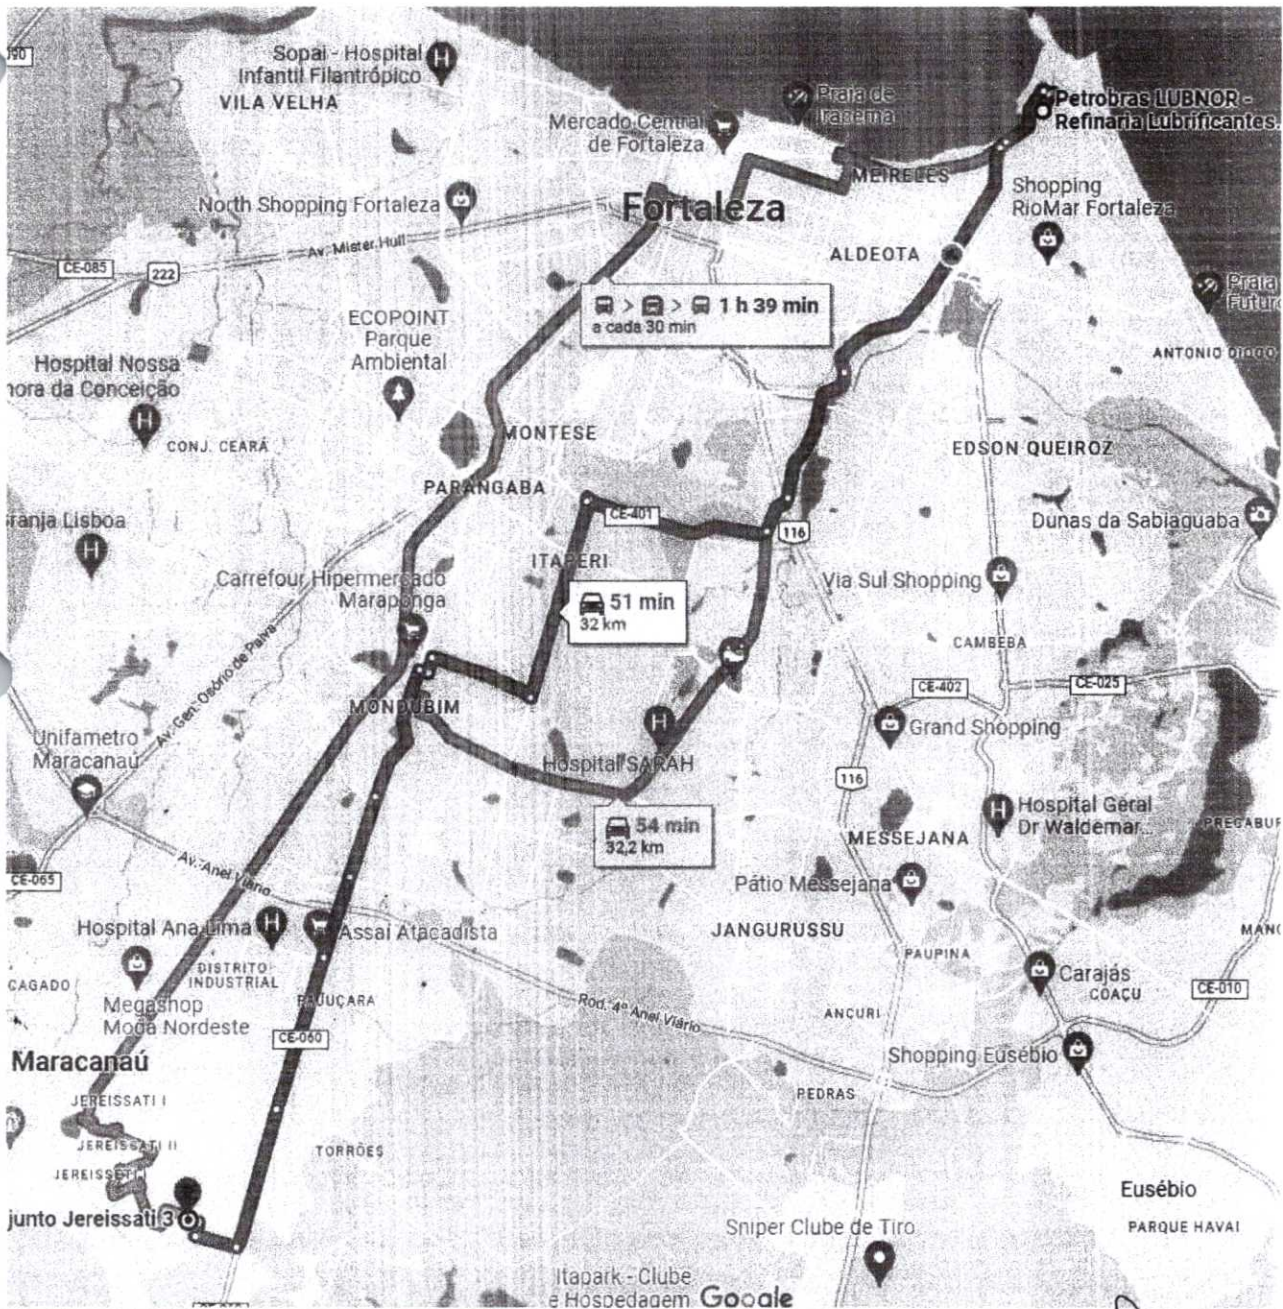 Sopai - Hospital
Infantil Filantrópico
VILA VELHA
Mercado Central
de Fortaleza
Praia de
Iracema
Petrobras LUBNOR -
Refinaria Lubrificantes.
MEIRELES
Shopping
RioMar Fortaleza
North Shopping Fortaleza
Fortaleza
Av. Mister Hull
ALDEOTA
CE-085
222
Praia
Futur
1 h 39 min
a cada 30 min
ECOPOINT
Parque
Ambiental
Hospital Nossa
hora da Conceição
ANTONIO DIOGO
CONJ. CEARÁ
MONTESE
EDSON QUEIROZ
PARANGABA
ranja Lisboa
CE-401
116
Dunas da Sabiaguaba
ITAPERI
Carrefour Hipermercado
Maraponga
51 min
32 km
Via Sul Shopping
CAMBEBA
Av. Gen. Osório de Paiva
CE-402
CE-025
MONDUBIM
Grand Shopping
Unifametro
Maracanaú
Hospital SARAH
116
54 min
32,2 km
Hospital Geral
Dr Waldemar...
MESSEJANA
PRECABUR
Av. Anel Viário
CE-065
Pátio Messejana
Hospital Ana Lima
Assaí Atacadista
JANGURUSSU
PAUPINA
DISTRITO
INDUSTRIAL
Carajás
COAÇU
CE-010
CAGADO
Megashop
Moda Nordeste
PAJUÇARA
Rod. 4º Anel Viário
ANCURI
CE-060
Shopping Eusébio
Maracanaú
PEDRAS
JEREISSATI I
JEREISSATI II
TORRÕES
Eusébio
junto Jereissati 3
PARQUE HAVAI
Sniper Clube de Tiro
Itapark - Clube
e Hospedagem
Google